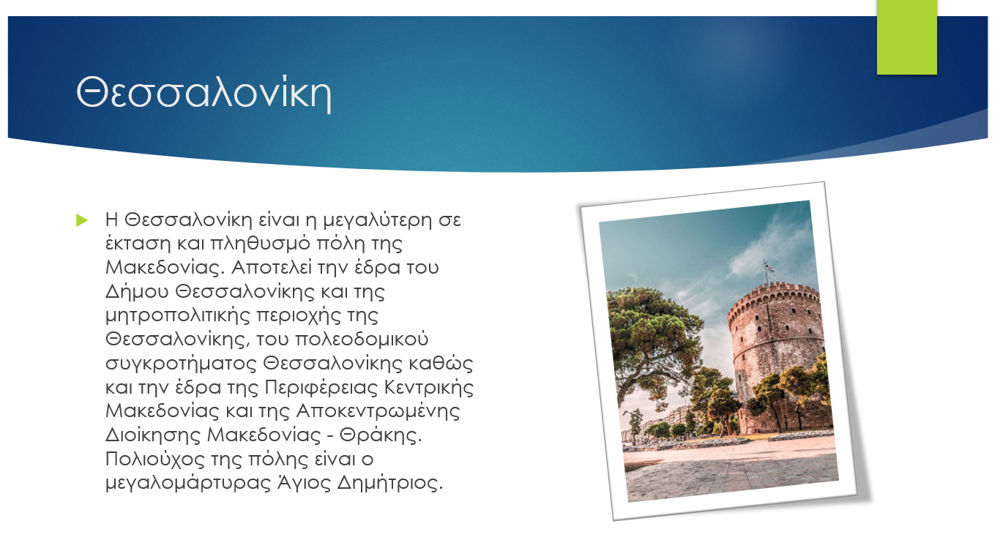 Θεσσαλονίκη
Η Θεσσαλονίκη είναι η μεγαλύτερη σε
έκταση και πληθυσμό πόλη της
Μακεδονίας. Αποτελεί την έδρα του
Δήμου Θεσσαλονίκης και της
μητροπολιτικής περιοχής της
Θεσσαλονίκης, του πολεοδομικού
συγκροτήματος Θεσσαλονίκης καθώς
και την έδρα της Περιφέρειας Κεντρικής
Μακεδονίας και της Αποκεντρωμένης
Διοίκησης Μακεδονίας - Θράκης.
Πολιούχος της πόλης είναι ο
μεγαλομάρτυρας Άγιος Δημήτριος.